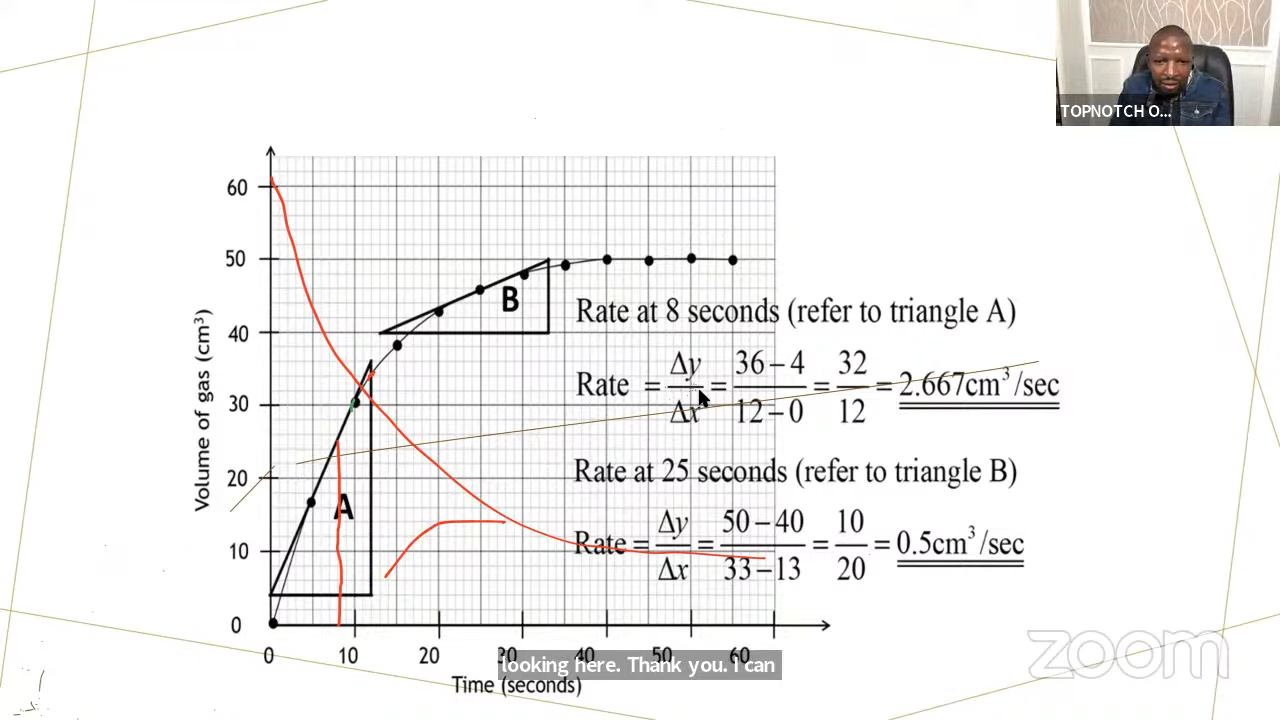 TOPNOTCH O...
60
50
40
30
20
10
0
Volume of gas (cm³)
A
B
0 10 20 30 40 50 60
Time (seconds)
Rate at 8 seconds (refer to triangle A)
Rate = Δy/Δx = 36 – 4/12 – 0 = 32/12 = 2.667cm³/sec
Rate at 25 seconds (refer to triangle B)
Rate = Δy/Δx = 50 – 40/33 – 13 = 10/20 = 0.5cm³/sec
looking here. Thank you. I can
zoom